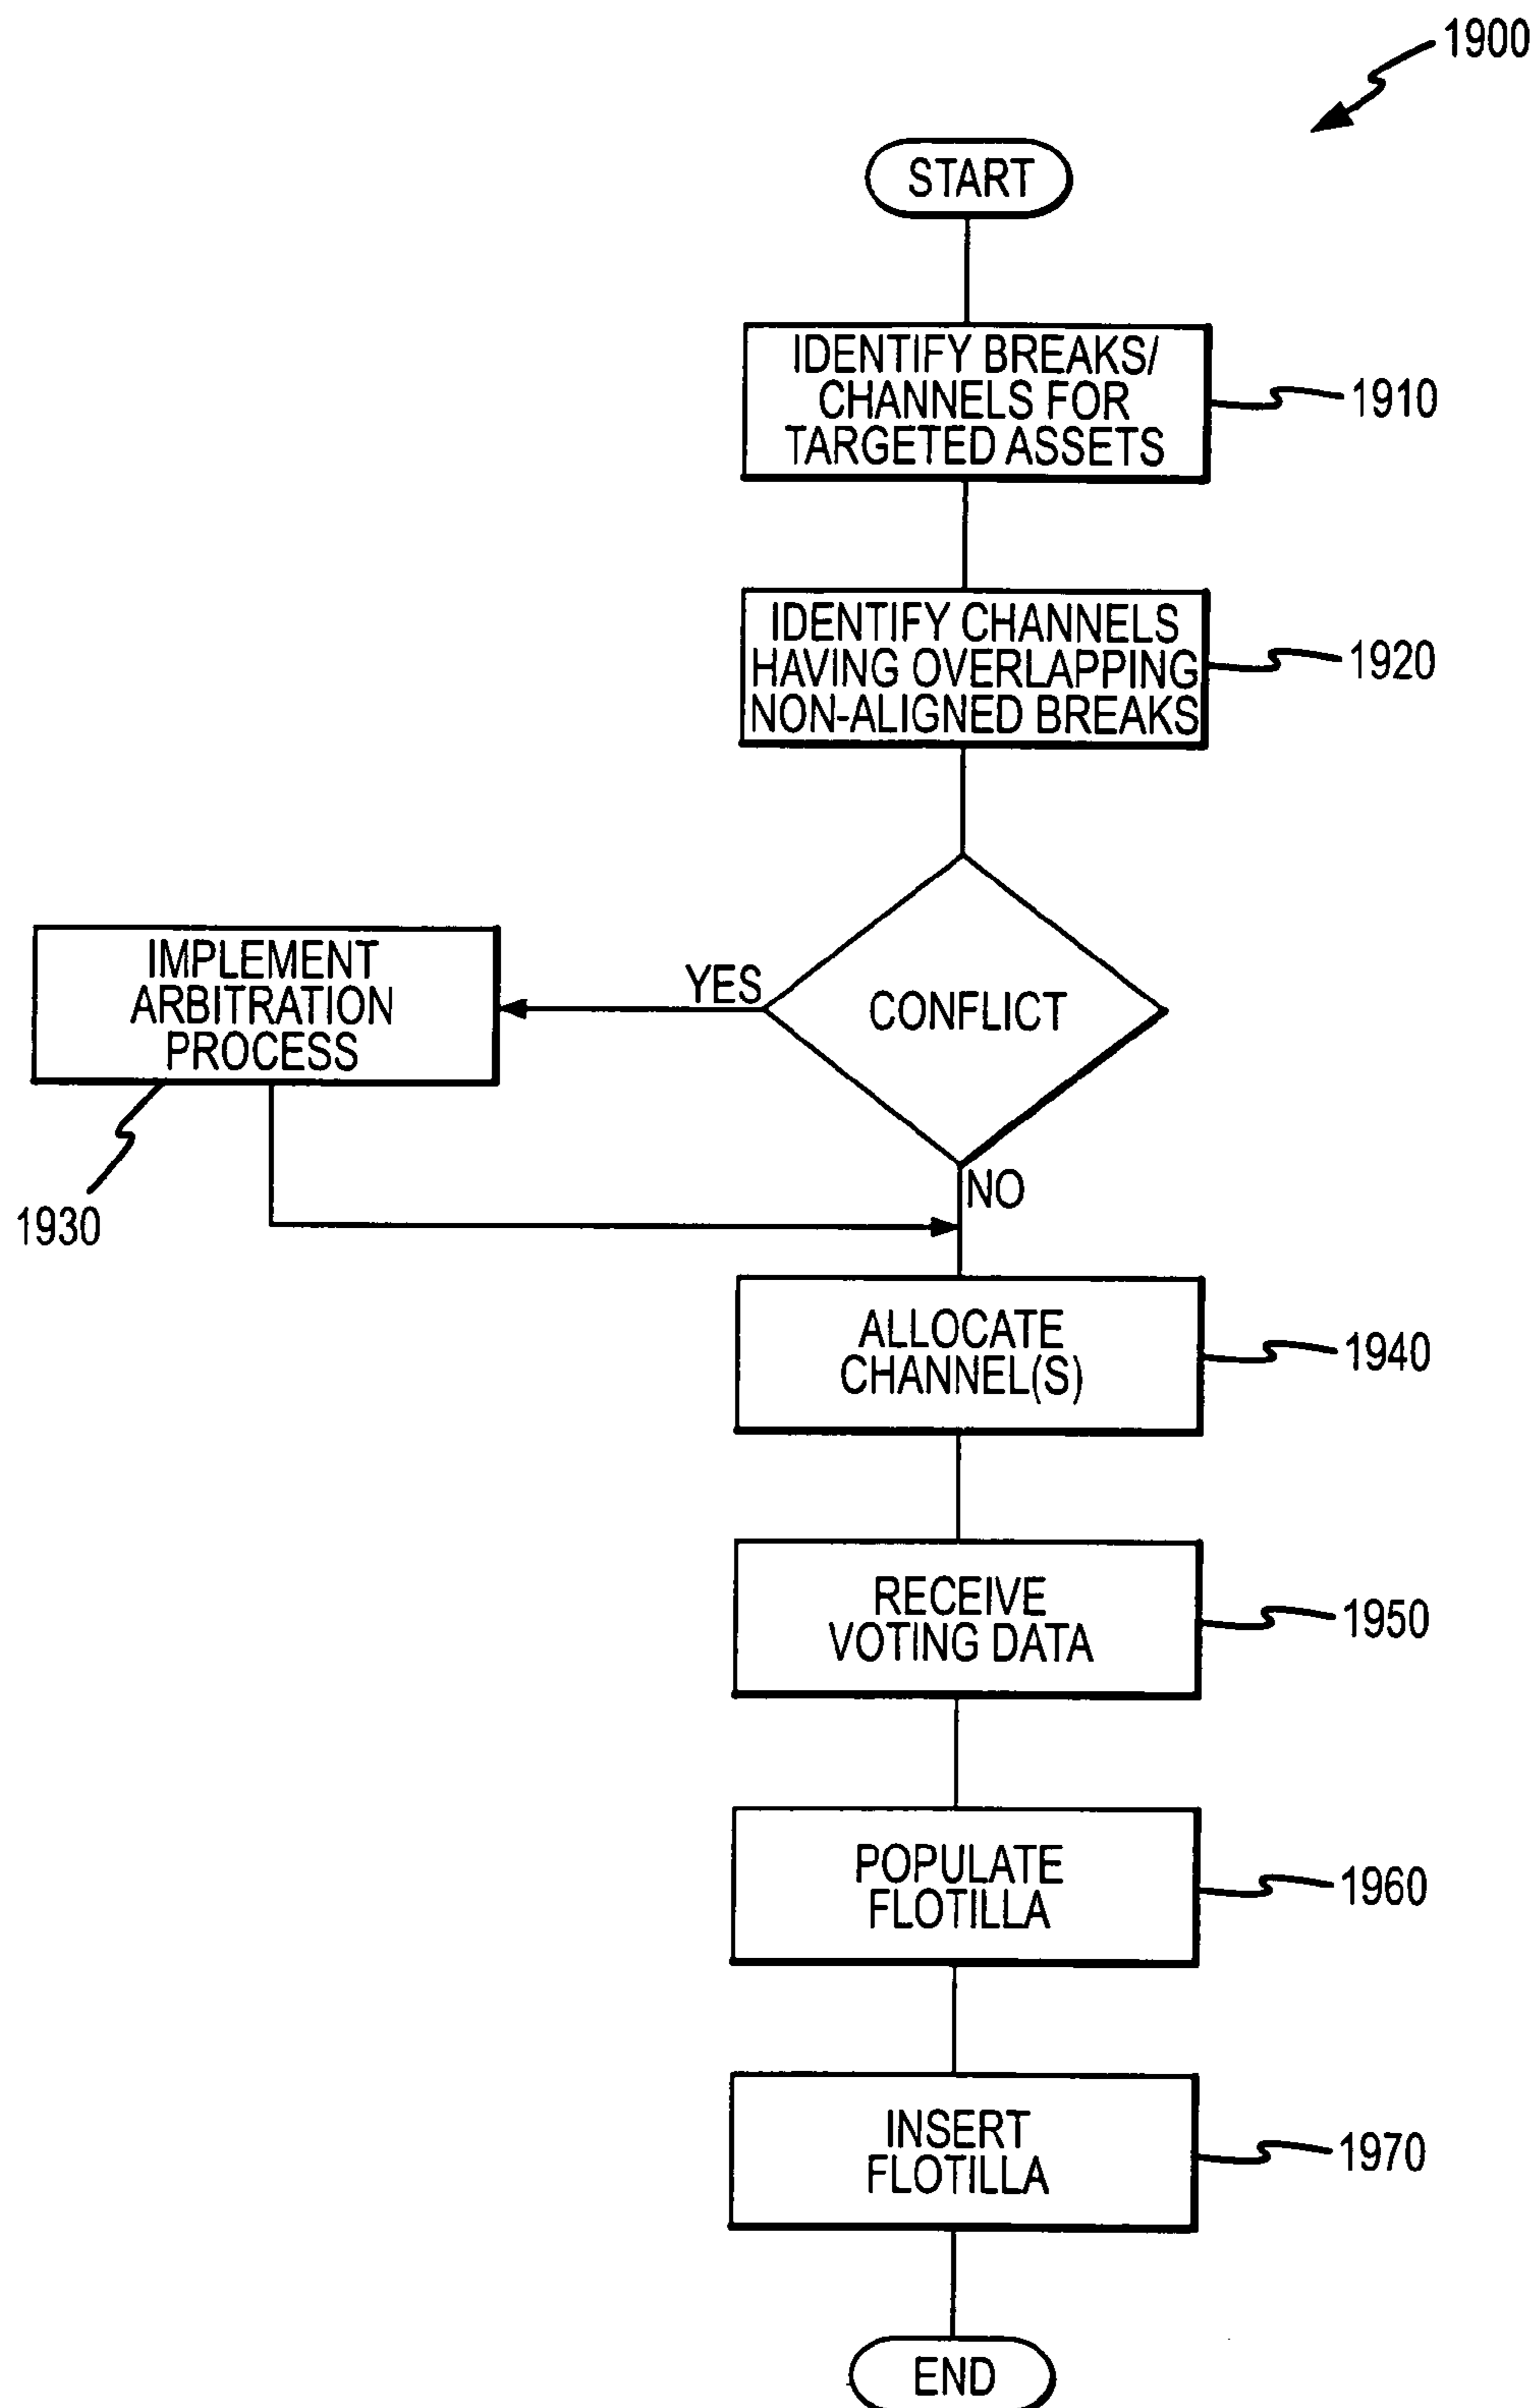 1900
START
IDENTIFY BREAKS/
CHANNELS FOR
TARGETED ASSETS
1910
IDENTIFY CHANNELS
HAVING OVERLAPPING
NON-ALIGNED BREAKS
1920
CONFLICT
YES
IMPLEMENT
ARBITRATION
PROCESS
1930
NO
ALLOCATE
CHANNEL(S)
1940
RECEIVE
VOTING DATA
1950
POPULATE
FLOTILLA
1960
INSERT
FLOTILLA
1970
END